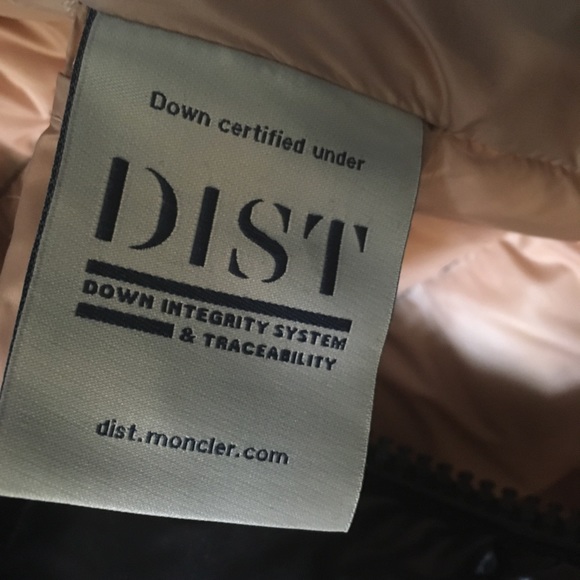 Down certified under
DIST
DOWN INTEGRITY SYSTEM
& TRACEABILITY
dist.moncler.com